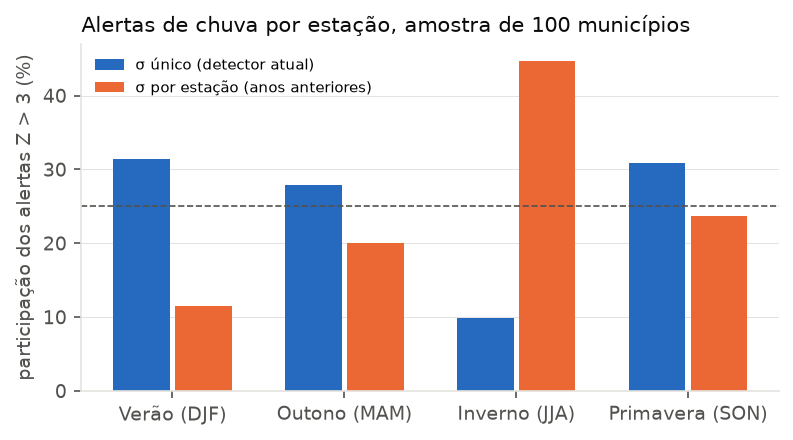 Alertas de chuva por estação, amostra de 100 municípios
participação dos alertas Z > 3 (%)
σ único (detector atual)
σ por estação (anos anteriores)
40
30
20
10
0
Verão (DJF)
Outono (MAM)
Inverno (JJA)
Primavera (SON)